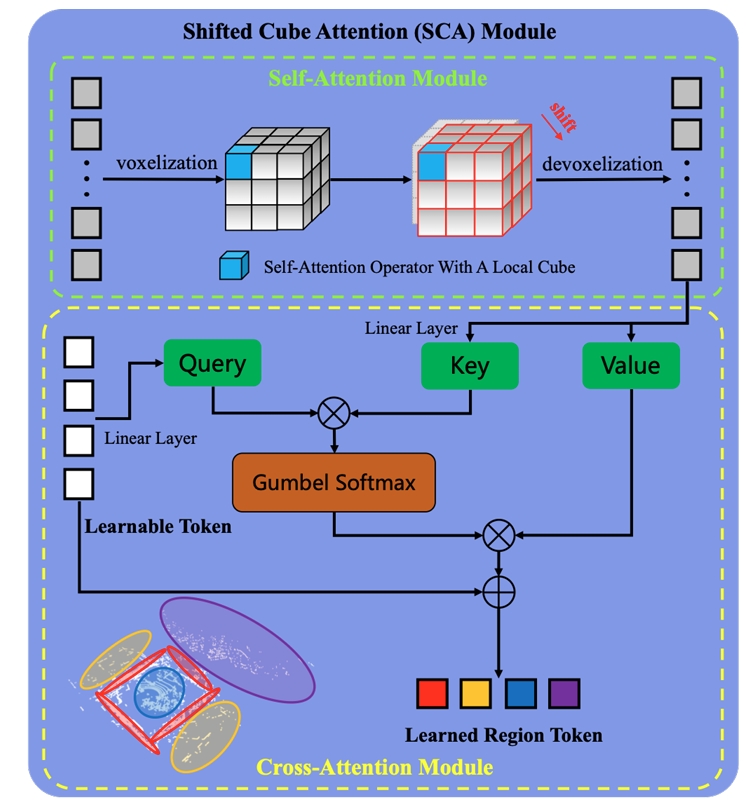 Shifted Cube Attention (SCA) Module
Self-Attention Module
voxelization
shift
devoxelization
Self-Attention Operator With A Local Cube
Linear Layer
Query
Key
Value
Linear Layer
Gumbel Softmax
Learnable Token
Learned Region Token
Cross-Attention Module